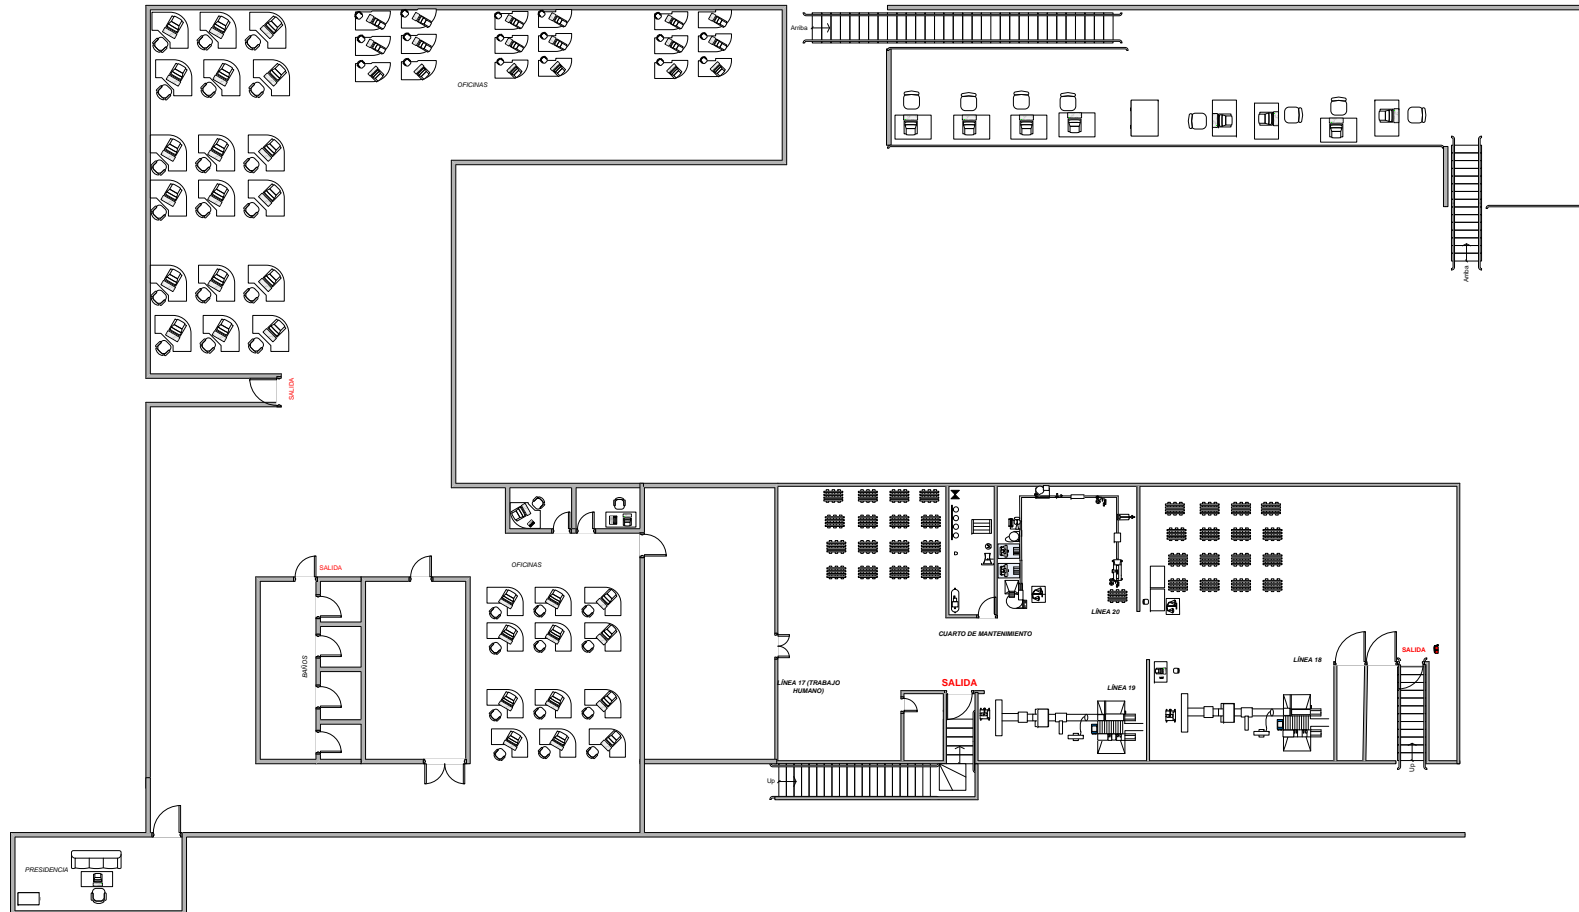 Arriba
OFICINAS
Arriba
SALIDA
OFICINAS
SALIDA
BAÑOS
LÍNEA 20
CUARTO DE MANTENIMIENTO
SALIDA
LÍNEA 18
LÍNEA 17 (TRABAJO
HUMANO)
SALIDA
LÍNEA 19
Up
Up
PRESIDENCIA